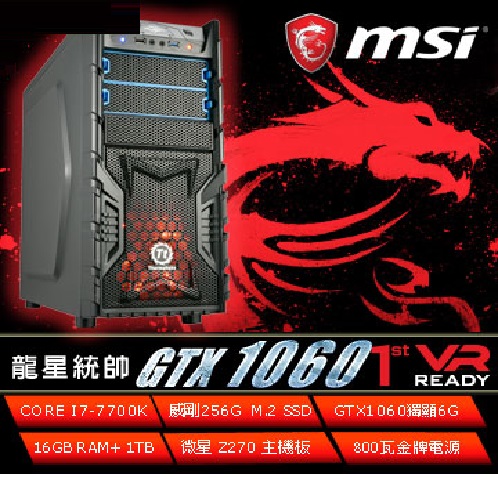 msi
龍星統帥 GTX 1060 1st VR READY
CORE I7-7700K 威剛256G M.2 SSD GTX1060獨顯6G
16GB RAM+ 1TB 微星 Z270 主機板 800瓦金牌電源